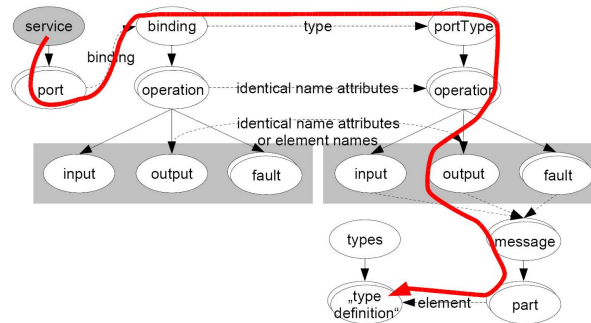 service
binding
type
portType
binding
port
operation
identical name attributes
operation
identical name attributes
or element names
input
output
fault
input
output
fault
types
message
„type
definition“
element
part